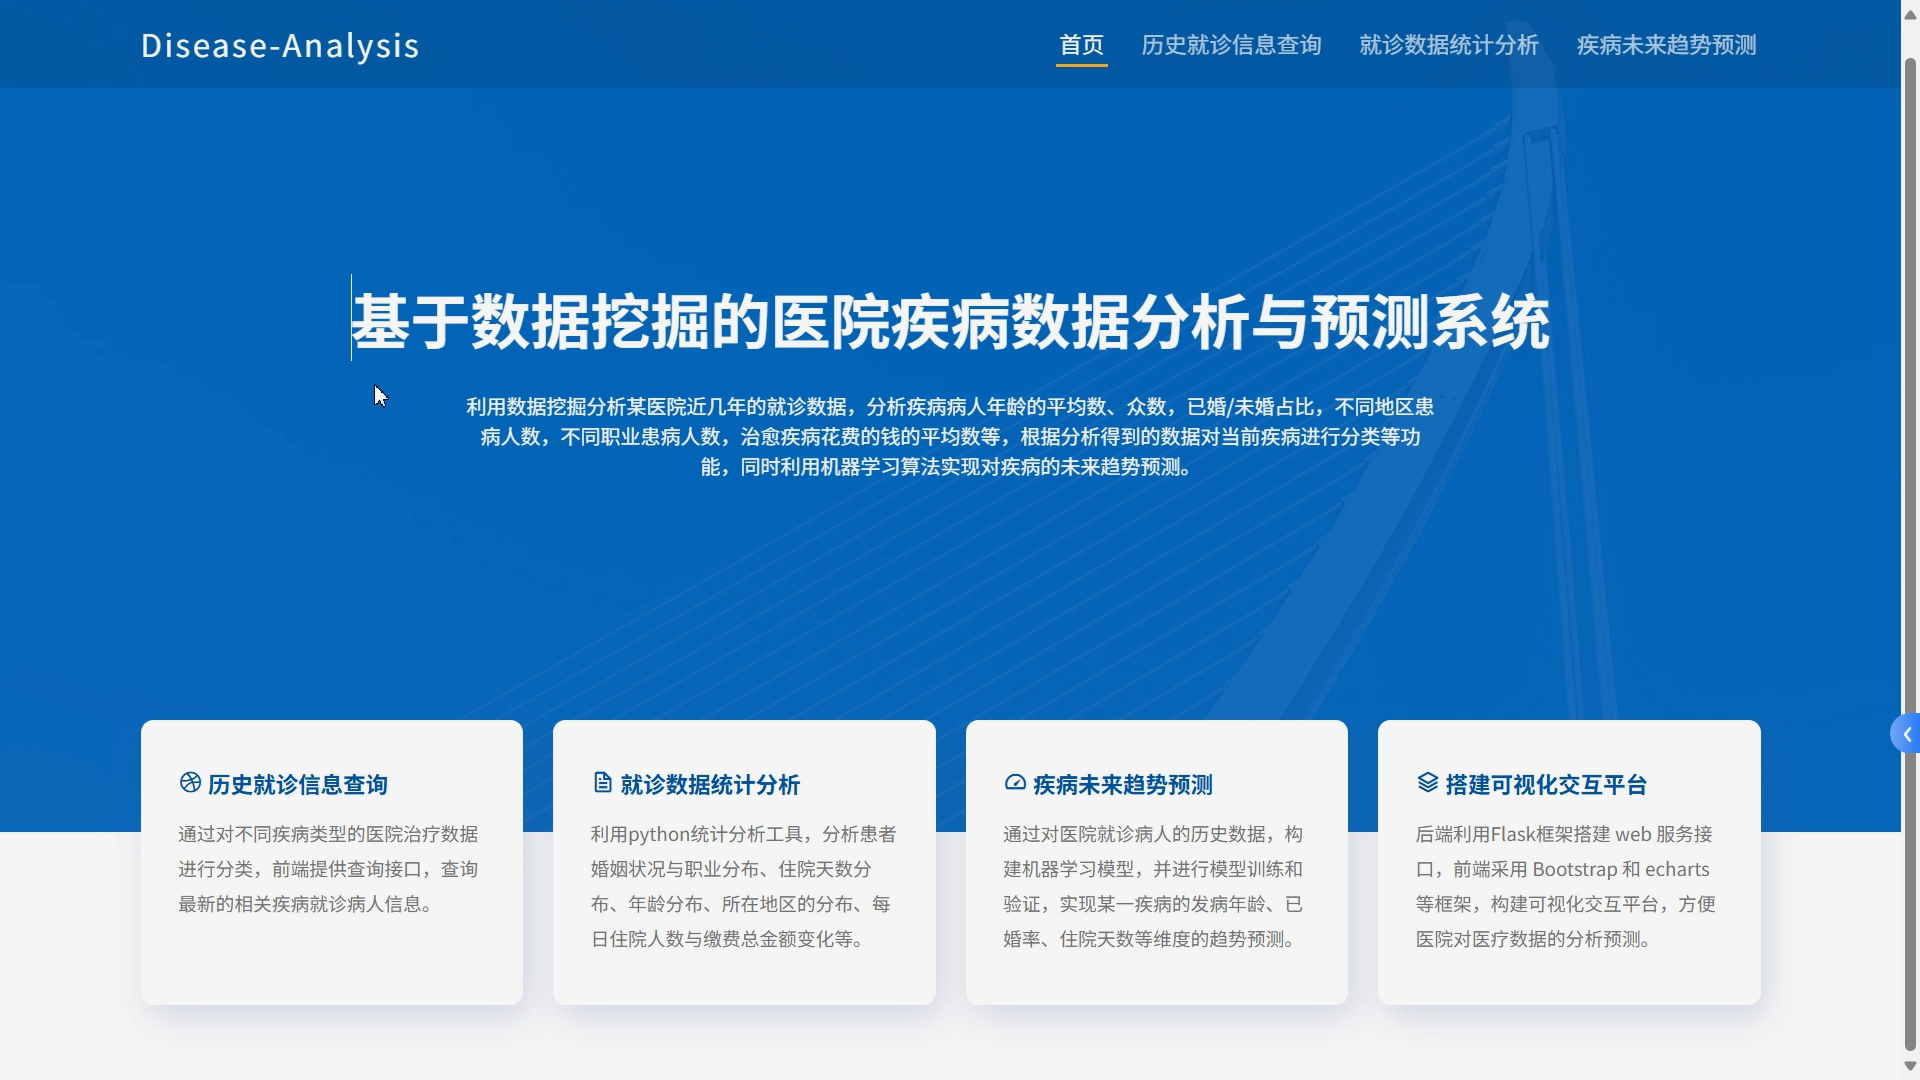 Disease-Analysis
首页
历史就诊信息查询
就诊数据统计分析
疾病未来趋势预测
基于数据挖掘的医院疾病数据分析与预测系统
利用数据挖掘分析某医院近几年的就诊数据，分析疾病病人年龄的平均数、众数，已婚/未婚占比，不同地区患
病人数，不同职业患病人数，治愈疾病花费的钱的平均数等，根据分析得到的数据对当前疾病进行分类等功
能，同时利用机器学习算法实现对疾病的未来趋势预测。
历史就诊信息查询
通过对不同疾病类型的医院治疗数据
进行分类，前端提供查询接口，查询
最新的相关疾病就诊病人信息。
就诊数据统计分析
利用python统计分析工具，分析患者
婚姻状况与职业分布、住院天数分
布、年龄分布、所在地区的分布、每
日住院人数与缴费总金额变化等。
疾病未来趋势预测
通过对医院就诊病人的历史数据，构
建机器学习模型，并进行模型训练和
验证，实现某一疾病的发病年龄、已
婚率、住院天数等维度的趋势预测。
搭建可视化交互平台
后端利用Flask框架搭建 web 服务接
口，前端采用 Bootstrap 和 echarts
等框架，构建可视化交互平台，方便
医院对医疗数据的分析预测。